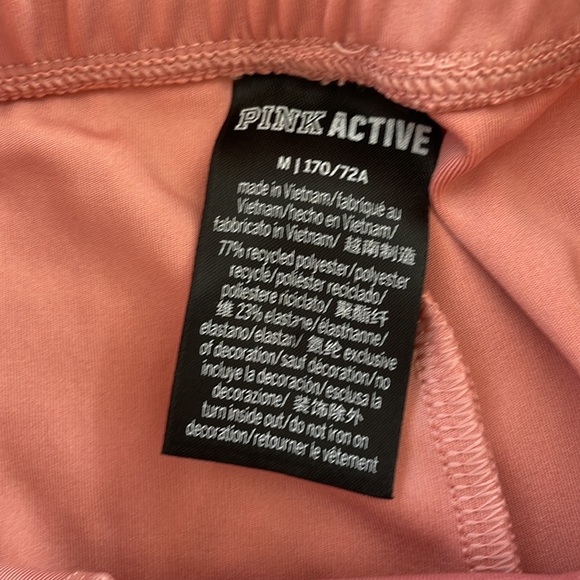 PINK ACTIVE
M | 170/72A
made in Vietnam/fabriqué au
Vietnam/hecho en Vietnam/
fabbricato in Vietnam/ 越南制造
77% recycled polyester/polyester
recyclé/poliéster reciclado/
poliestere riciclato/ 聚酯纤
维 23% elastane/élasthanne/
elastano/elastan/ 氨纶 exclusive
of decoration/sauf décoration/no
incluye la decoración/esclusa la
decorazione/ 装饰除外
turn inside out/do not iron on
decoration/retourner le vêtement